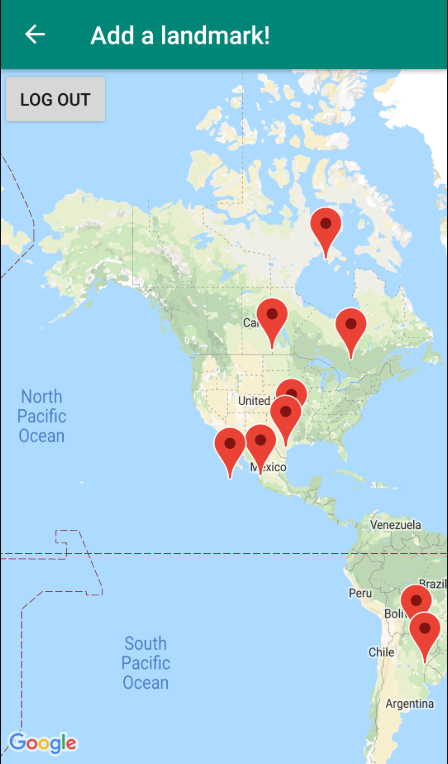 Add a landmark!
LOG OUT
Ca
North
Pacific
Ocean
United
Mexico
Venezuela
Brazil
Peru
Boli
South
Pacific
Ocean
Chile
Argentina
Google